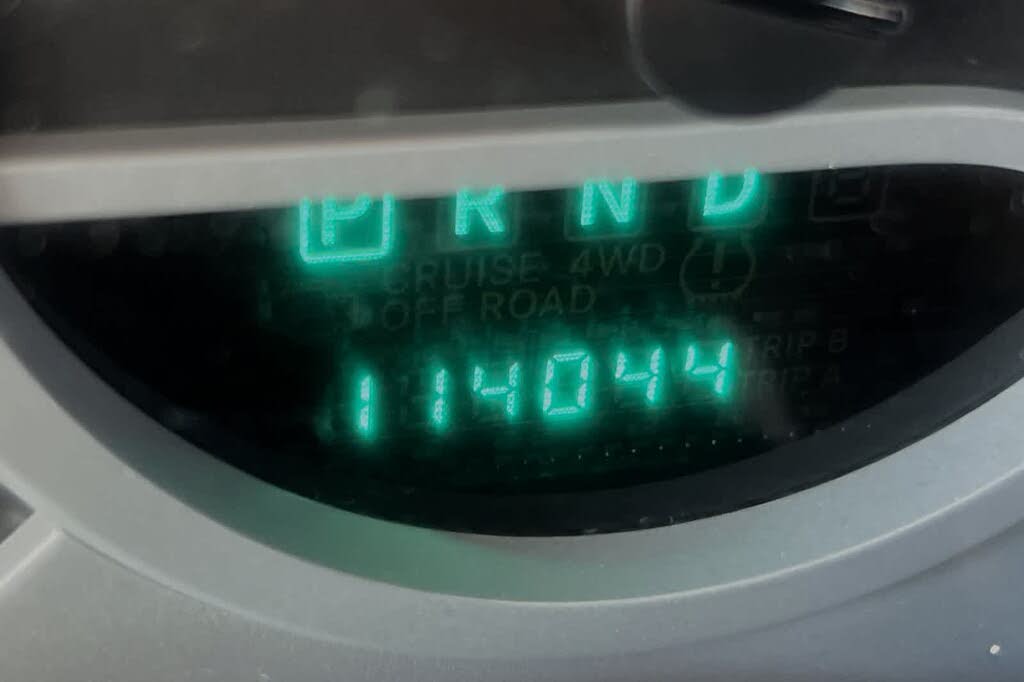 P R N D
CRUISE 4WD !
OFF ROAD
TRIP B
114044 TRIP A